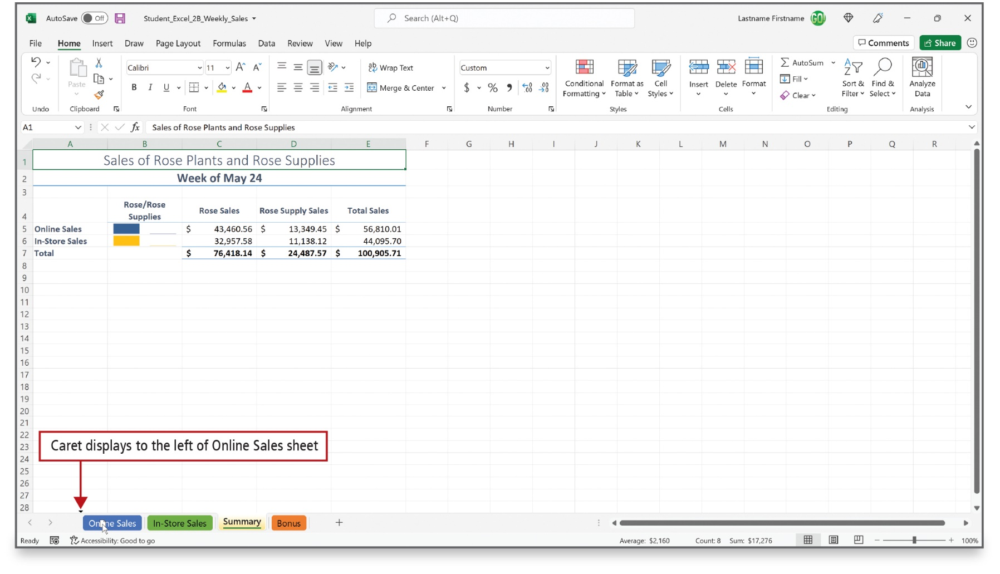 AutoSave Off Student_Excel_2B_Weekly_Sales Search (Alt+Q) Lastname Firstname GO!
File Home Insert Draw Page Layout Formulas Data Review View Help Comments Share
Calibri 11 Wrap Text Custom AutoSum
Paste B I U Merge & Center $ % Conditional Formatting Format as Table Cell Styles Insert Delete Format Fill Clear Sort & Filter Find & Select Analyze Data
Undo Clipboard Font Alignment Number Styles Cells Editing Analysis
A1 fx Sales of Rose Plants and Rose Supplies
A B C D E F G H I J K L M N O P Q R
1 Sales of Rose Plants and Rose Supplies
2 Week of May 24
3
4 Rose/Rose Supplies Rose Sales Rose Supply Sales Total Sales
5 Online Sales $ 43,460.56 $ 13,349.45 $ 56,810.01
6 In-Store Sales 32,957.58 11,138.12 44,095.70
7 Total $ 76,418.14 $ 24,487.57 $ 100,905.71
8
9
10
11
12
13
14
15
16
17
18
19
20
21
22
23 Caret displays to the left of Online Sales sheet
24
25
26
27
28
Online Sales In-Store Sales Summary Bonus
Ready Accessibility: Good to go Average: $2,160 Count: 8 Sum: $17,276 100%